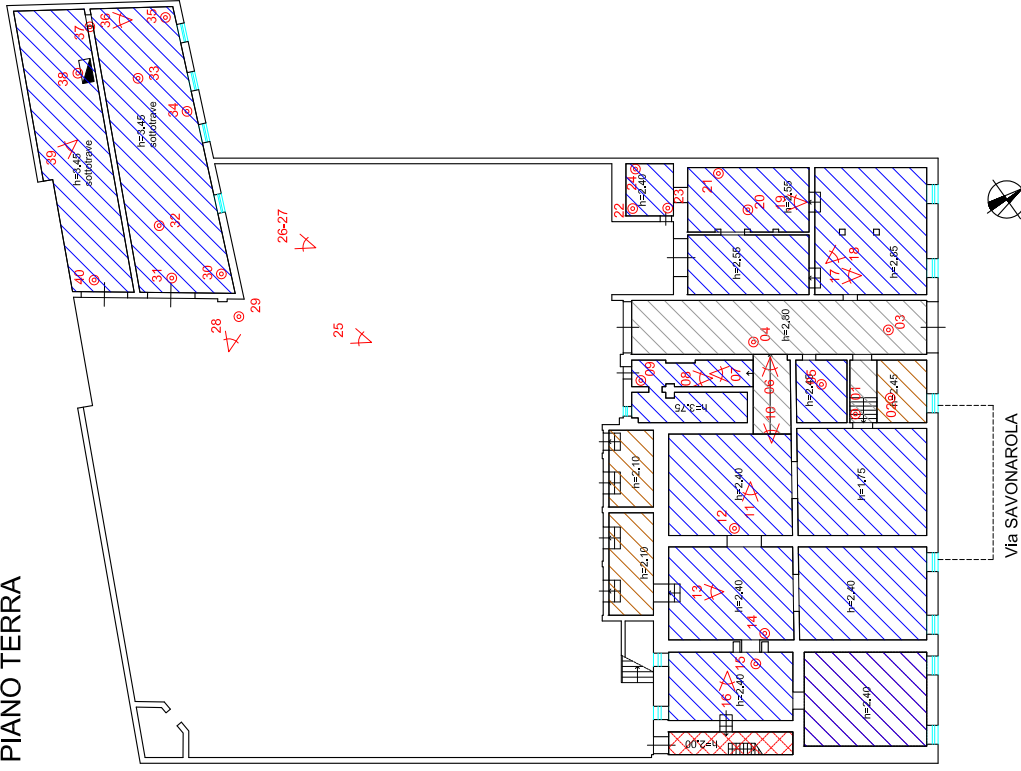 PIANO TERRA
36
35
37
38
33
34
h=3.45
sottotrave
39
h=3.45
sottotrave
32
31
30
40
26-27
29
28
25
24
h=2.40
22
23
21
20
19
h=2.55
h=2.55
17
18
h=2.85
h=2.80
04
03
09
08
07
06
10
h=3.75
05
h=2.45
01
02
h=2.45
h=2.10
h=2.40
12
11
h=1.75
h=2.10
13
h=2.40
14
h=2.40
15
16
h=2.40
h=2.40
h=2.00
Via SAVONAROLA